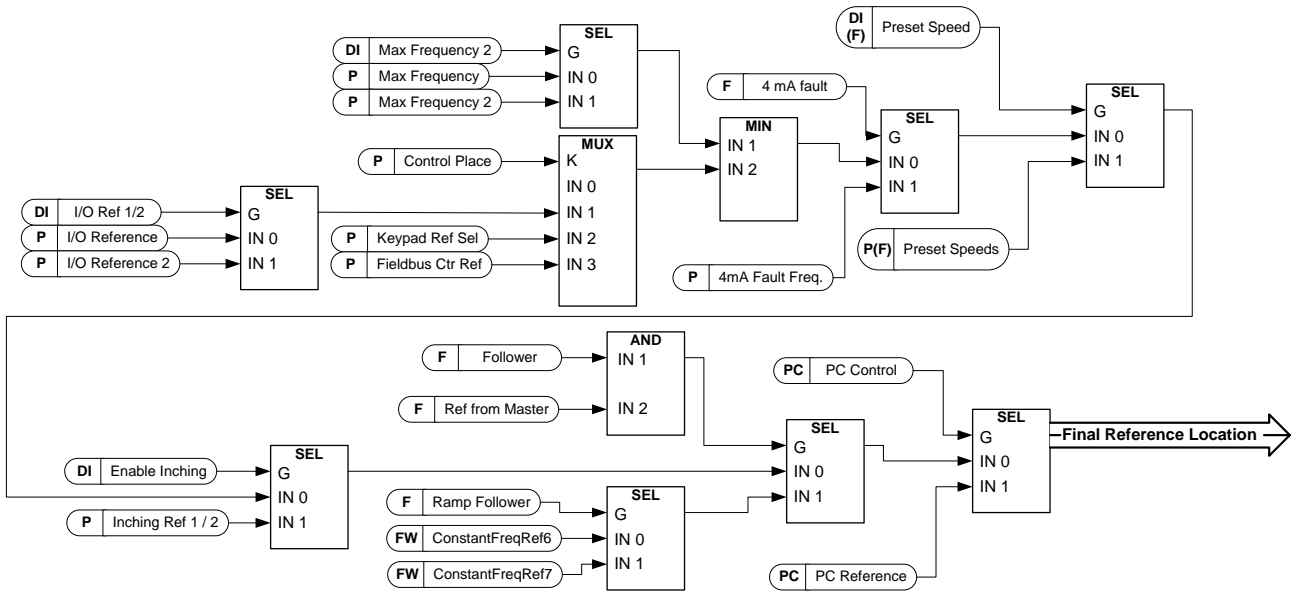 SEL
DI Max Frequency 2
G
P Max Frequency
IN 0
P Max Frequency 2
IN 1
DI (F) Preset Speed
F 4 mA fault
SEL
G
IN 0
IN 1
P(F) Preset Speeds
SEL
G
IN 0
IN 1
P 4mA Fault Freq.
MIN
IN 1
IN 2
MUX
P Control Place
K
IN 0
IN 1
P Keypad Ref Sel
IN 2
P Fieldbus Ctr Ref
IN 3
SEL
DI I/O Ref 1/2
G
P I/O Reference
IN 0
P I/O Reference 2
IN 1
AND
F Follower
IN 1
F Ref from Master
IN 2
PC PC Control
SEL
G
IN 0
IN 1
Final Reference Location
SEL
G
IN 0
IN 1
SEL
DI Enable Inching
G
IN 0
P Inching Ref 1 / 2
IN 1
SEL
F Ramp Follower
G
FW ConstantFreqRef6
IN 0
FW ConstantFreqRef7
IN 1
PC PC Reference